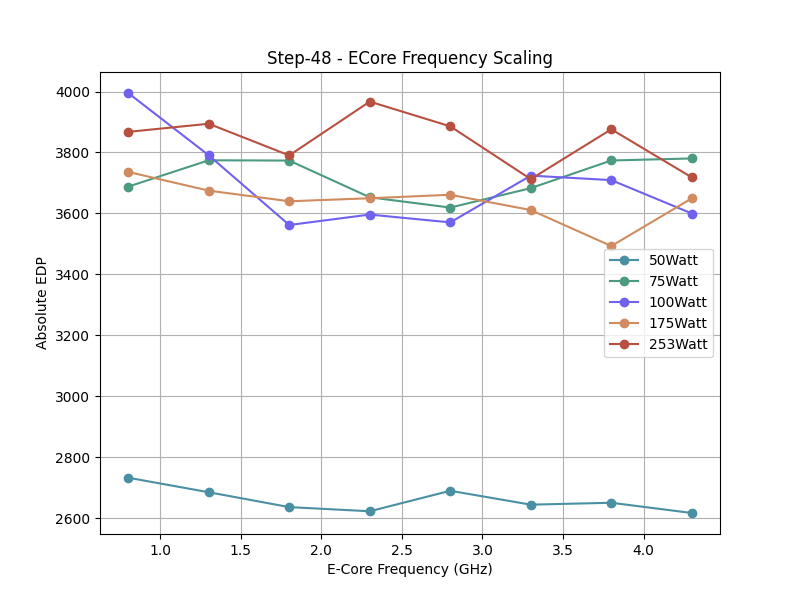 Step-48 - ECore Frequency Scaling
Absolute EDP
4000
3800
3600
3400
3200
3000
2800
2600
50Watt
75Watt
100Watt
175Watt
253Watt
1.0 1.5 2.0 2.5 3.0 3.5 4.0
E-Core Frequency (GHz)